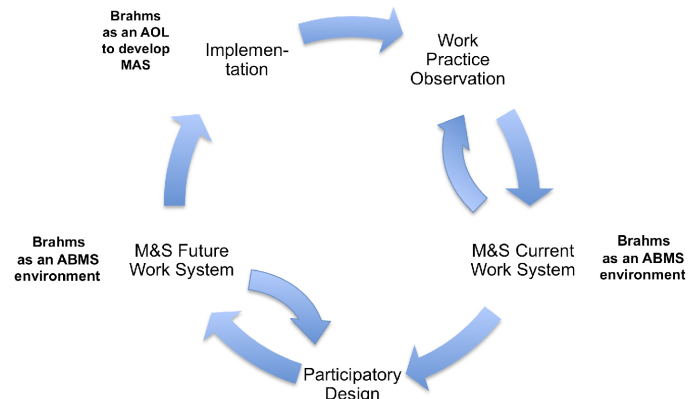 Brahms
as an AOL
to develop
MAS
Implemen-
tation
Work
Practice
Observation
Brahms
as an ABMS
environment
M&S Future
Work System
M&S Current
Work System
Brahms
as an ABMS
environment
Participatory
Design